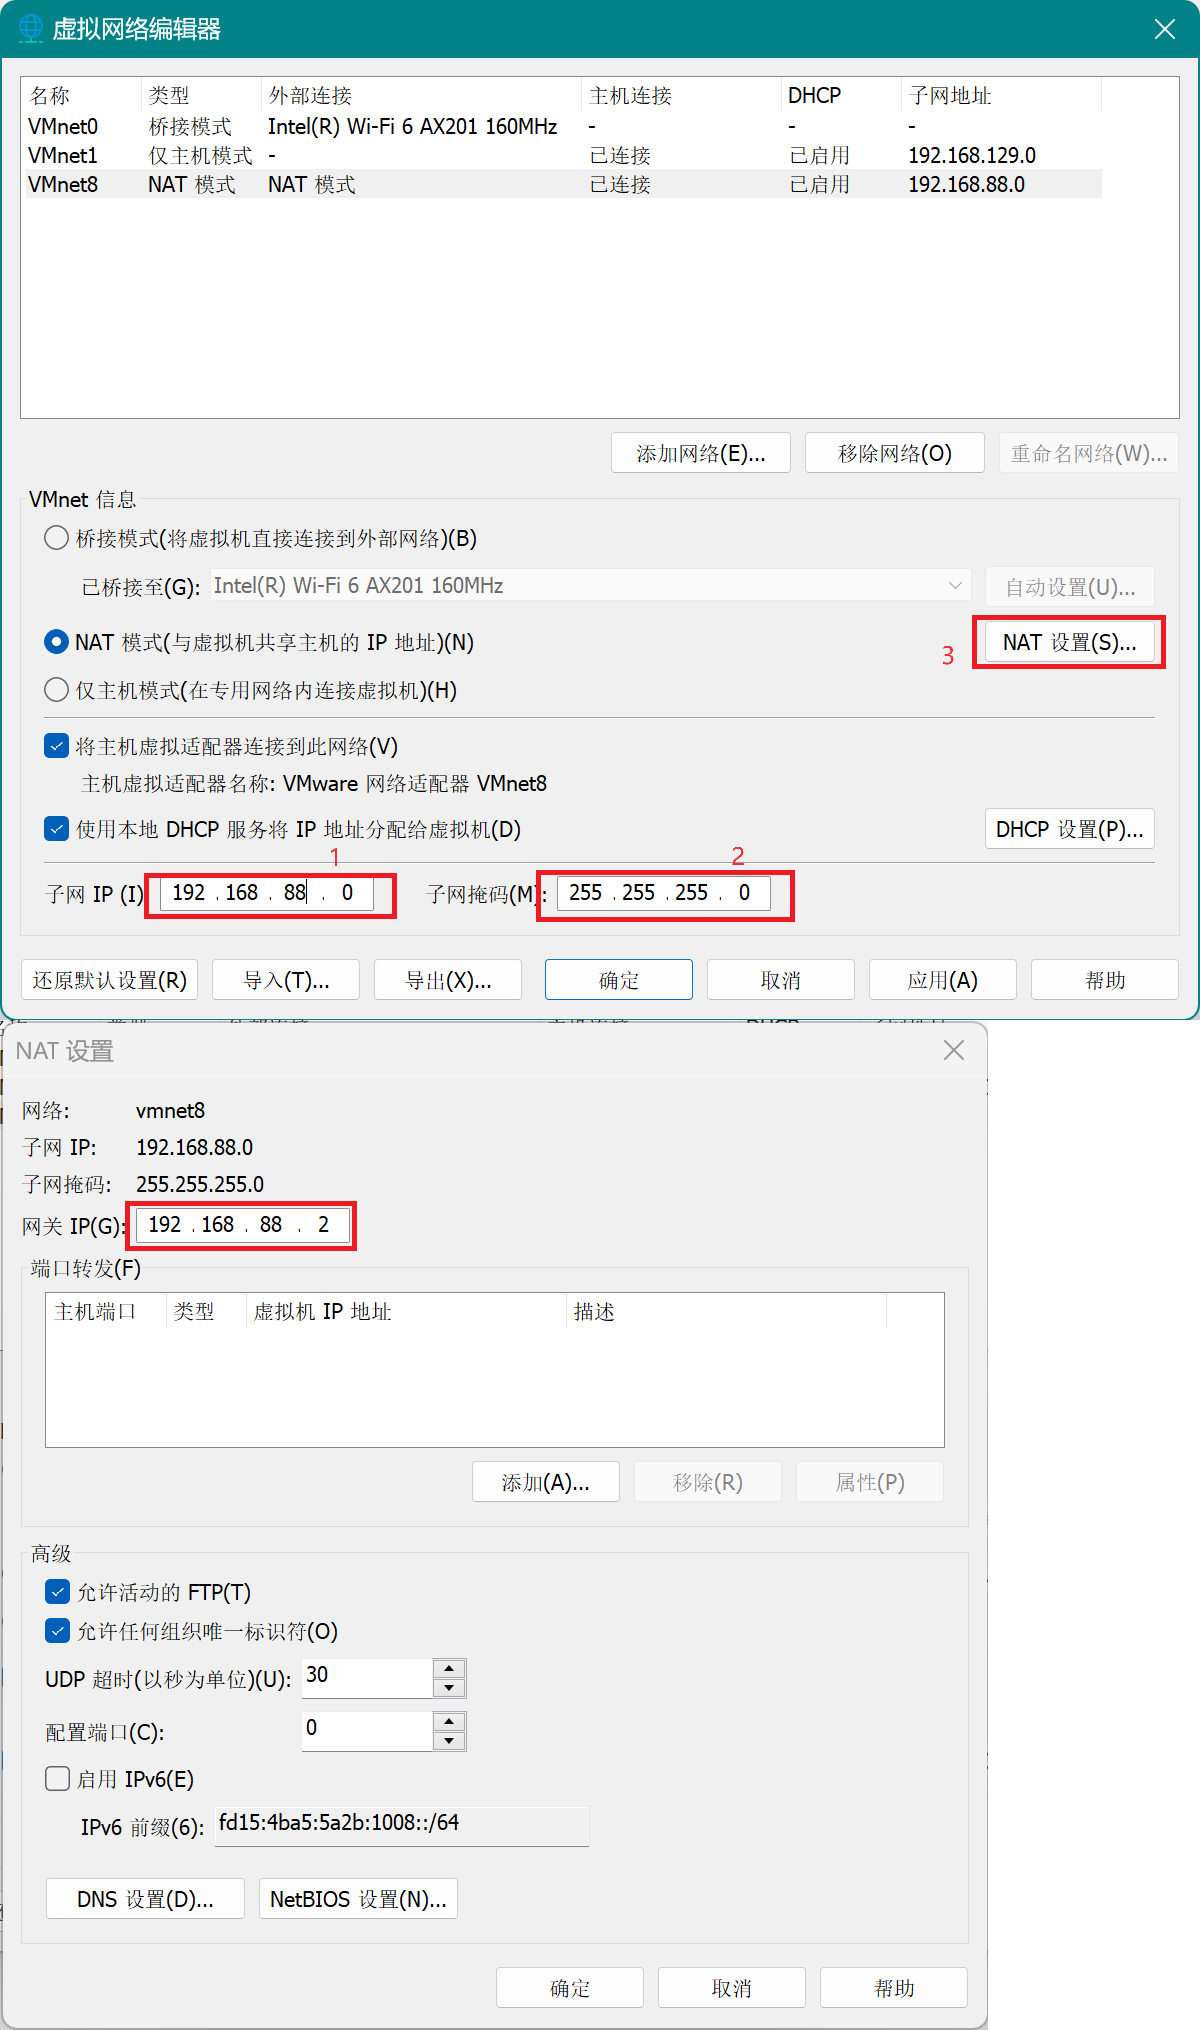 虚拟网络编辑器
名称 类型 外部连接 主机连接 DHCP 子网地址
VMnet0 桥接模式 Intel(R) Wi-Fi 6 AX201 160MHz - - -
VMnet1 仅主机模式 - 已连接 已启用 192.168.129.0
VMnet8 NAT 模式 NAT 模式 已连接 已启用 192.168.88.0
添加网络(E)... 移除网络(O) 重命名网络(W)...
VMnet 信息
桥接模式(将虚拟机直接连接到外部网络)(B)
已桥接至(G): Intel(R) Wi-Fi 6 AX201 160MHz 自动设置(U)...
NAT 模式(与虚拟机共享主机的 IP 地址)(N) 3 NAT 设置(S)...
仅主机模式(在专用网络内连接虚拟机)(H)
将主机虚拟适配器连接到此网络(V)
主机虚拟适配器名称: VMware 网络适配器 VMnet8
使用本地 DHCP 服务将 IP 地址分配给虚拟机(D) DHCP 设置(P)...
1 2
子网 IP (I) 192 . 168 . 88 . 0 子网掩码(M): 255 . 255 . 255 . 0
还原默认设置(R) 导入(T)... 导出(X)... 确定 取消 应用(A) 帮助
NAT 设置
网络: vmnet8
子网 IP: 192.168.88.0
子网掩码: 255.255.255.0
网关 IP(G): 192 . 168 . 88 . 2
端口转发(F)
主机端口 类型 虚拟机 IP 地址 描述
添加(A)... 移除(R) 属性(P)
高级
允许活动的 FTP(T)
允许任何组织唯一标识符(O)
UDP 超时(以秒为单位)(U): 30
配置端口(C): 0
启用 IPv6(E)
IPv6 前缀(6): fd15:4ba5:5a2b:1008::/64
DNS 设置(D)... NetBIOS 设置(N)...
确定 取消 帮助